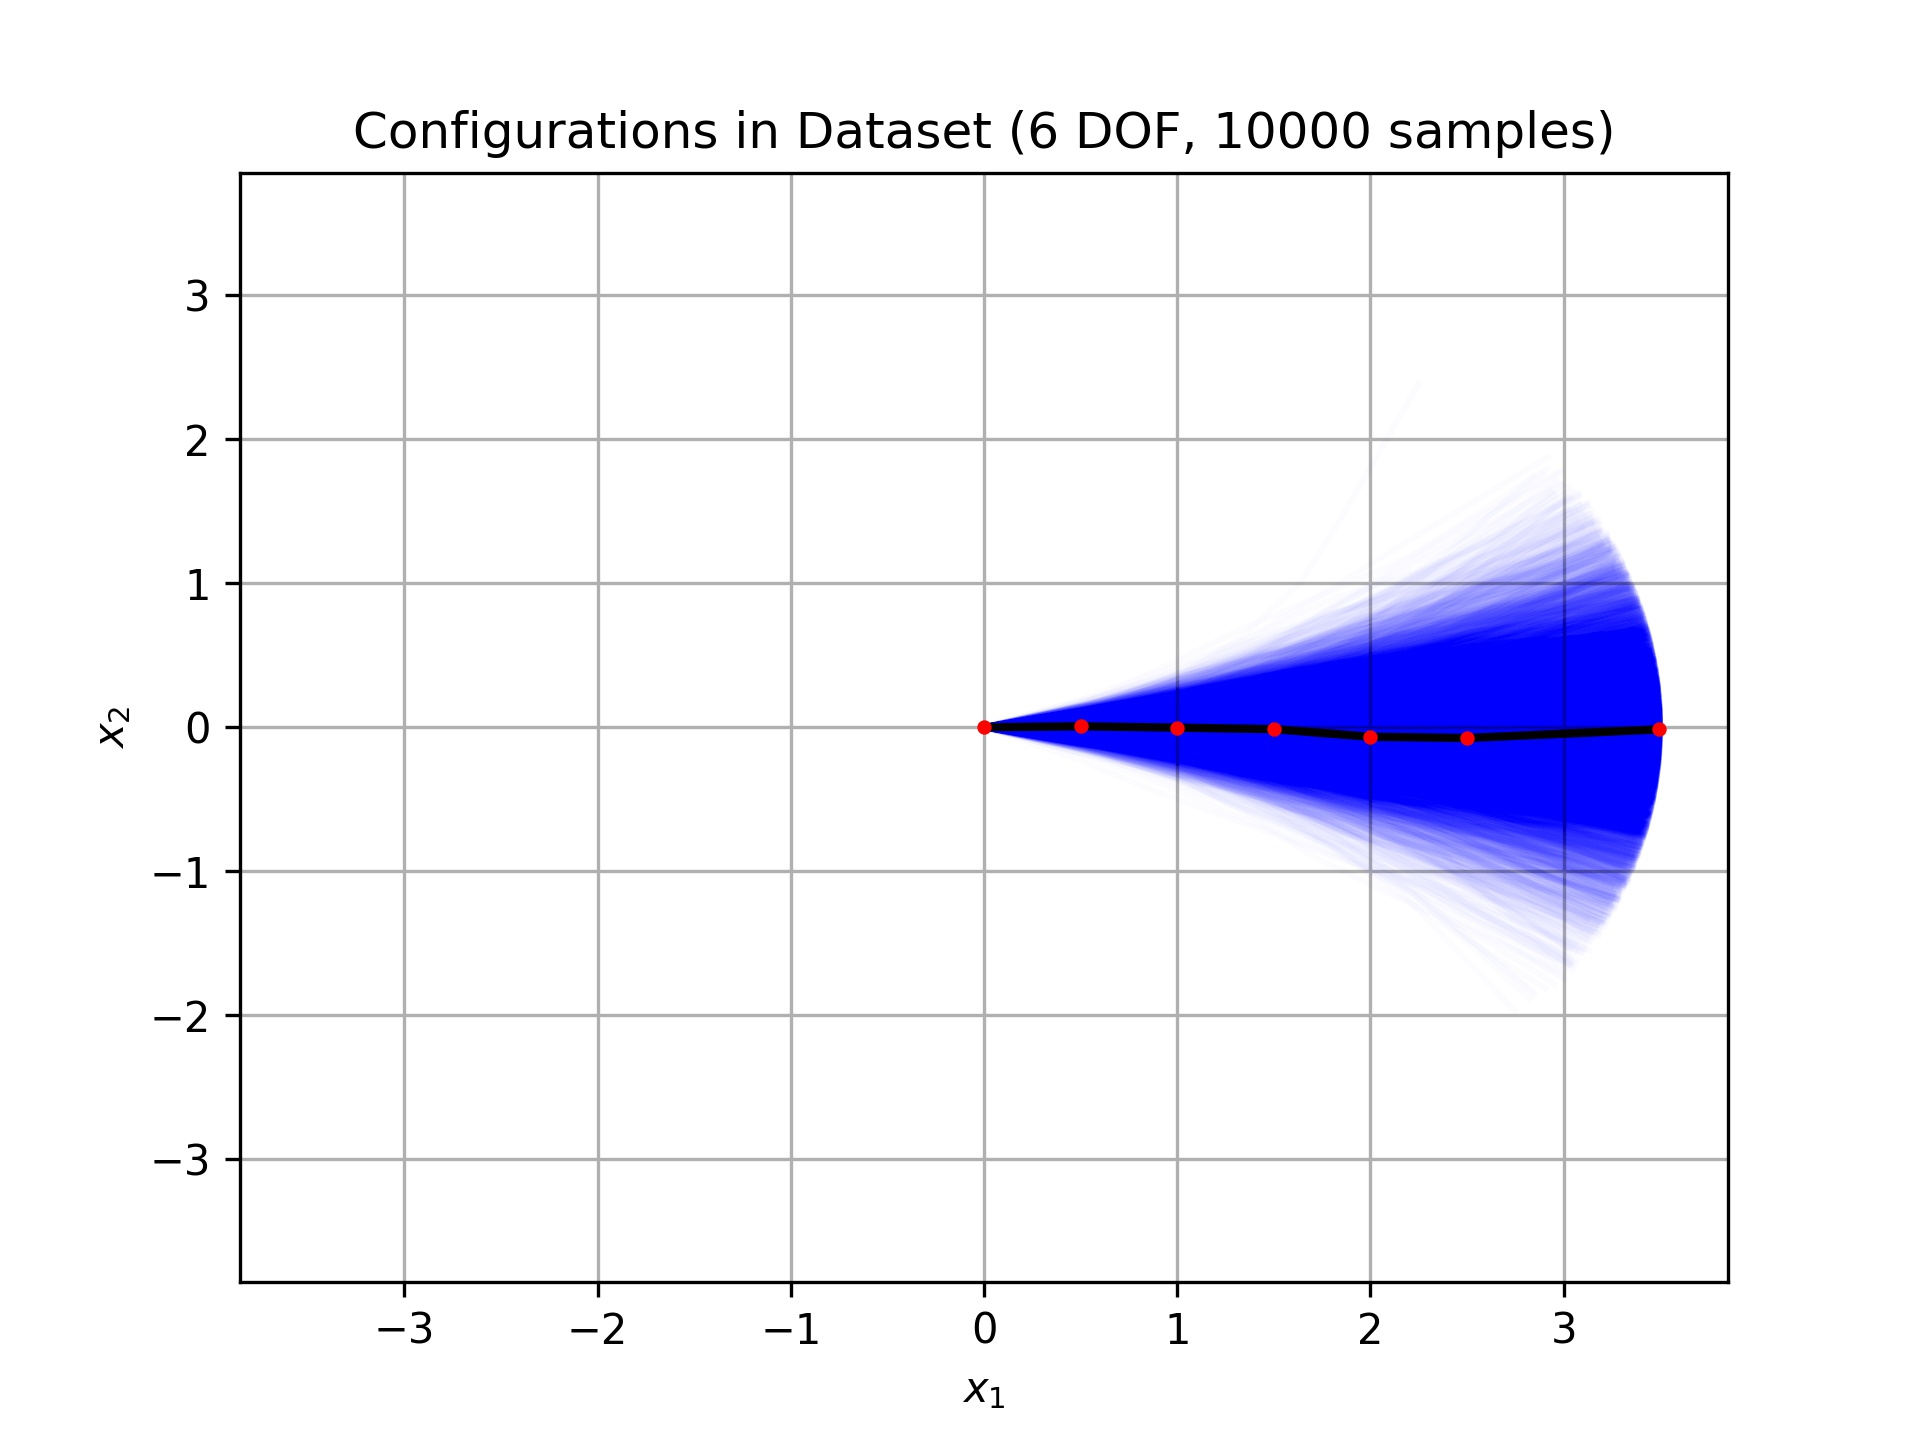 Configurations in Dataset (6 DOF, 10000 samples)
3
2
1
0
−1
−2
−3
x₂
−3 −2 −1 0 1 2 3
x₁